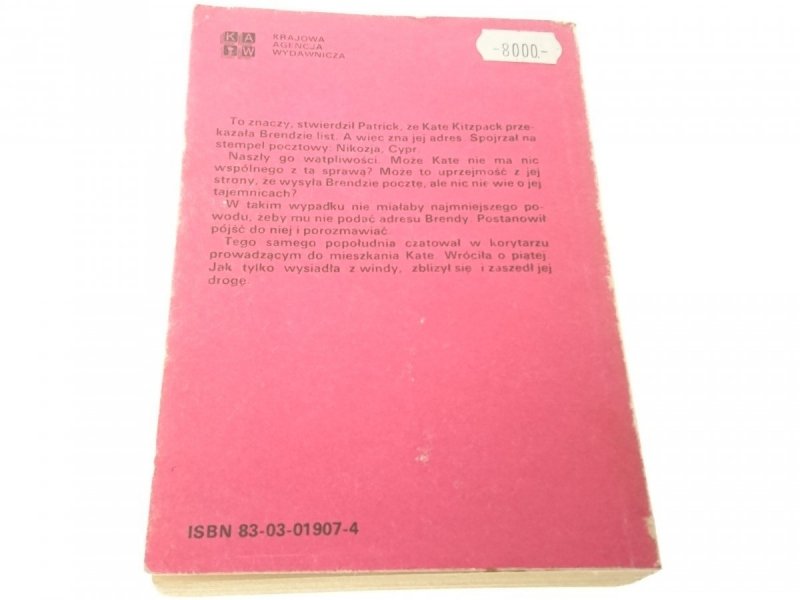 KA
RW
KRAJOWA
AGENCJA
WYDAWNICZA
-8000.-
To znaczy, stwierdził Patrick, że Kate Kitzpack prze-
kazała Brendzie list. A wiec zna jej adres. Spojrzał na
stempel pocztowy: Nikozja, Cypr.
Naszły go wątpliwości. Może Kate nie ma nic
wspólnego z ta sprawą? Może to uprzejmość z jej
strony, że wysyła Brendzie pocztę, ale nic nie wie o jej
tajemnicach?
W takim wypadku nie miałaby najmniejszego po-
wodu, żeby mu nie podać adresu Brendy. Postanowił
pójść do niej i porozmawiać.
Tego samego popołudnia czatował w korytarzu
prowadzącym do mieszkania Kate. Wróciła o piątej.
Jak tylko wysiadła z windy, zbliżył się i zaszedł jej
drogę.
ISBN 83-03-01907-4